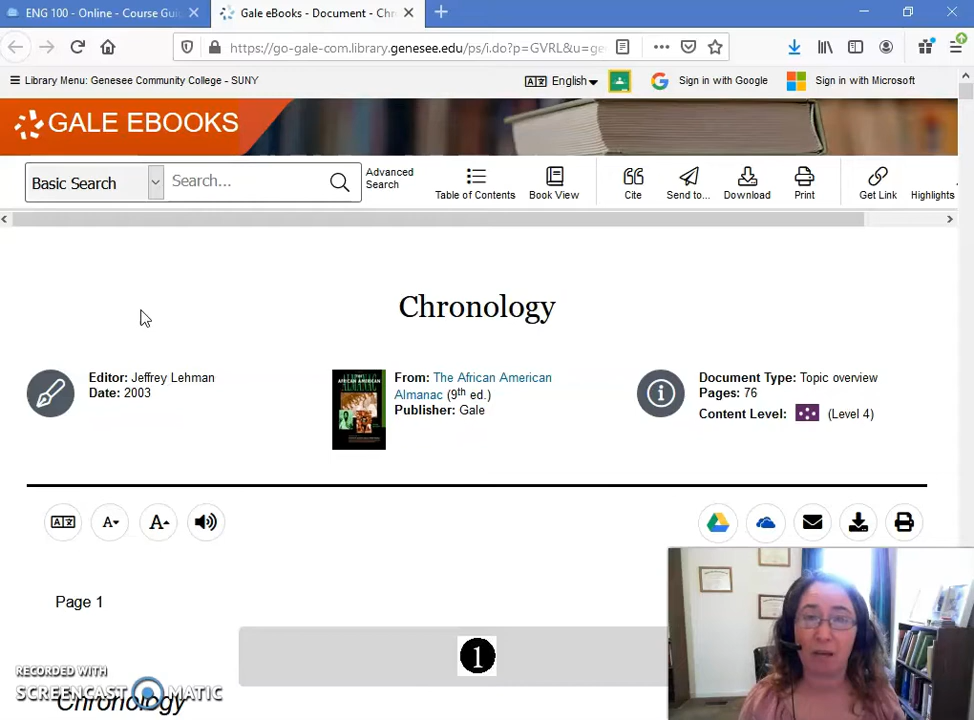 ENG 100 - Online - Course Gui
Gale eBooks - Document - Chr
https://go-gale-com.library.genesee.edu/ps/i.do?p=GVRL&u=ge
Library Menu: Genesee Community College - SUNY
English
Sign in with Google
Sign in with Microsoft
GALE EBOOKS
Basic Search
Search...
Advanced
Search
Table of Contents
Book View
Cite
Send to...
Download
Print
Get Link
Highlights
Chronology
Editor: Jeffrey Lehman
Date: 2003
From: The African American
Almanac (9th ed.)
Publisher: Gale
Document Type: Topic overview
Pages: 76
Content Level: (Level 4)
Page 1
1
RECORDED WITH
SCREENCAST MATIC
Chronology